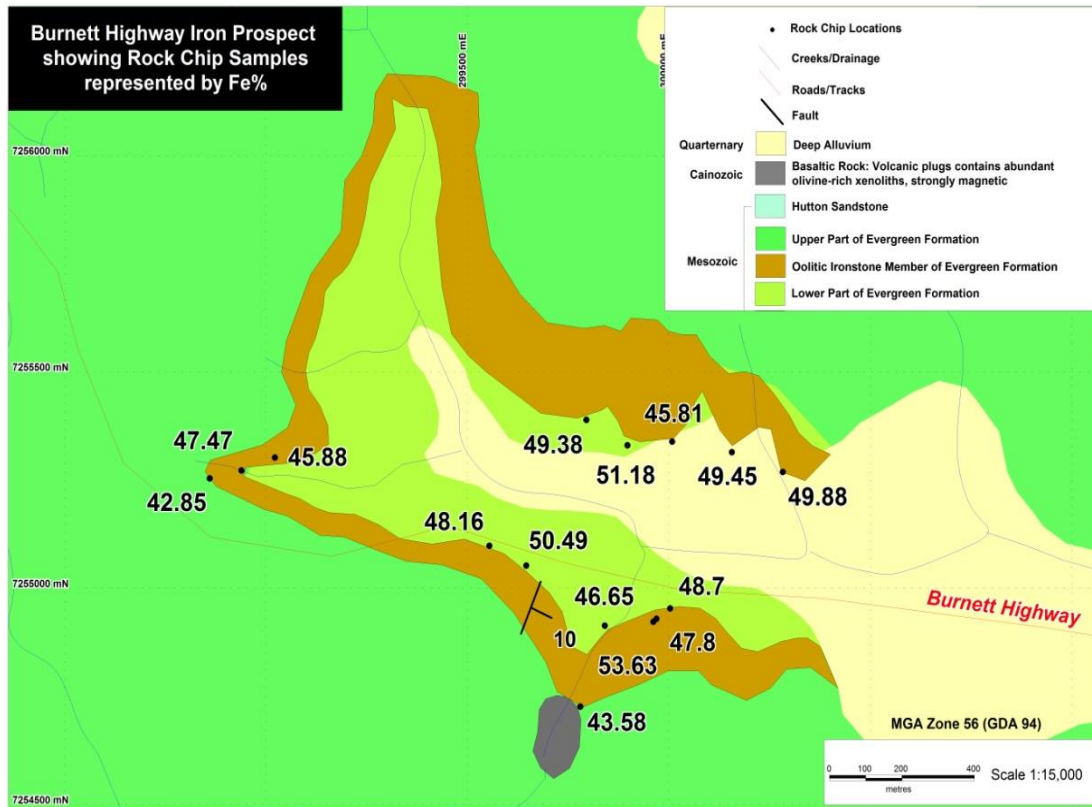 Burnett Highway Iron Prospect
showing Rock Chip Samples
represented by Fe%
299500 mE
Rock Chip Locations
Creeks/Drainage
Roads/Tracks
Fault
Quarternary
Deep Alluvium
Cainozoic
Basaltic Rock: Volcanic plugs contains abundant
olivine-rich xenoliths, strongly magnetic
Hutton Sandstone
Upper Part of Evergreen Formation
Mesozoic
Oolitic Ironstone Member of Evergreen Formation
Lower Part of Evergreen Formation
7256000 mN
7255500 mN
47.47
45.88
42.85
49.38
51.18
45.81
49.45
49.88
48.16
50.49
7255000 mN
46.65
48.7
Burnett Highway
10
53.63
47.8
43.58
MGA Zone 56 (GDA 94)
0 100 200 400
metres
Scale 1:15,000
7254500 mN